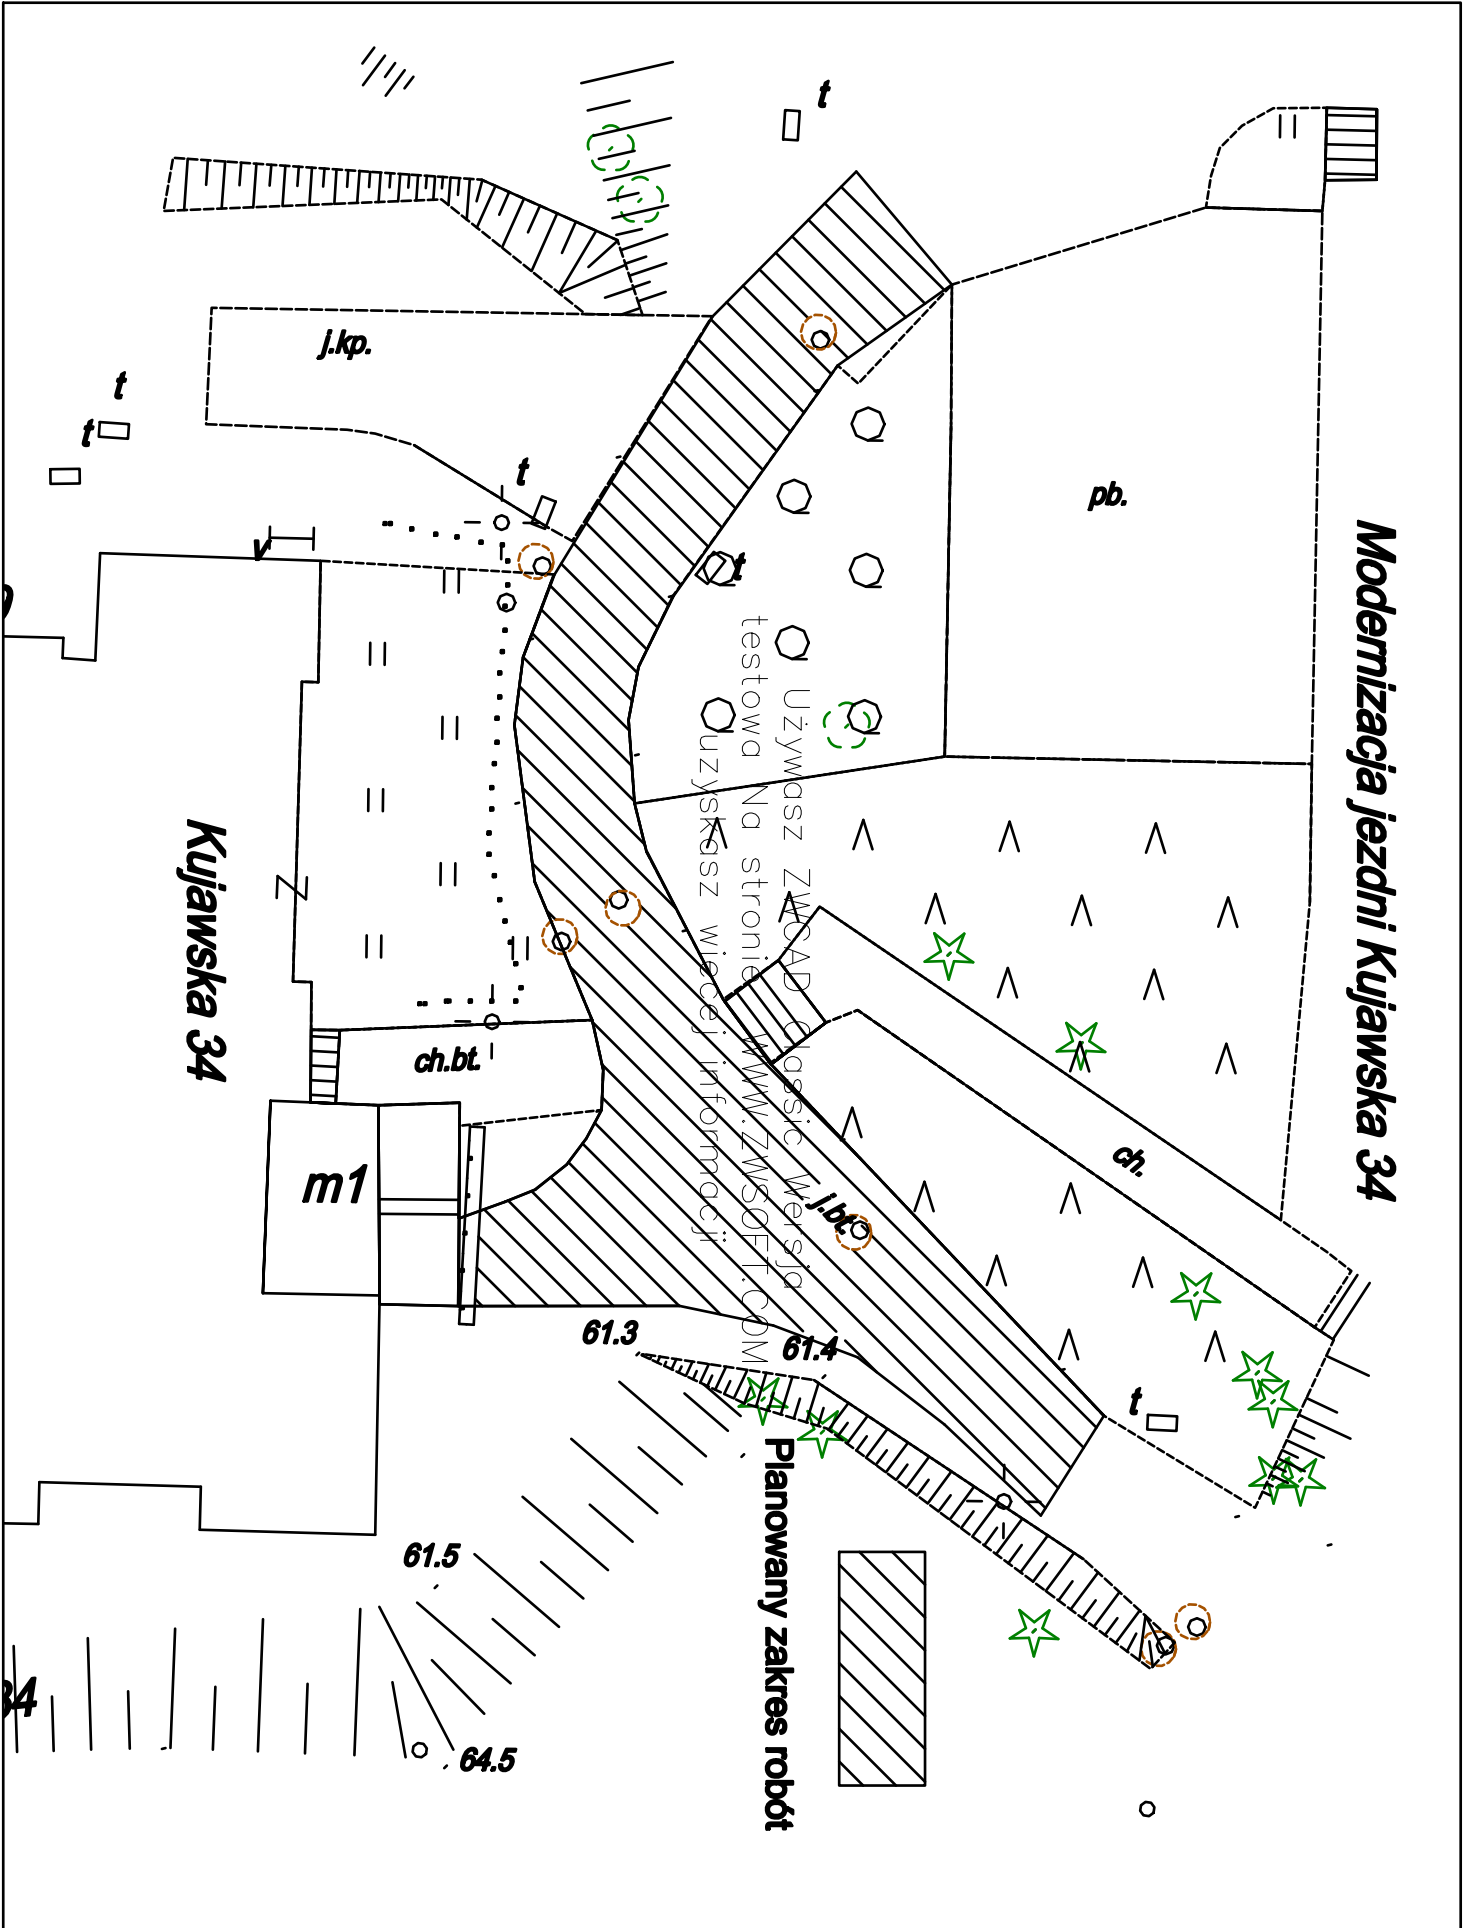 Modernizacja jezdni Kujawska 34
t
j.kp.
t
t
t
pb.
t
v
Używasz ZWCAD Classic Wersja
testowa Na stronie WWW.ZWSOFT.COM
uzyskasz więcej informacji
Kujawska 34
ch.bt.
m1
ch.
j.bt.
61.3
61.4
t
Planowany zakres robót
61.5
64.5
34